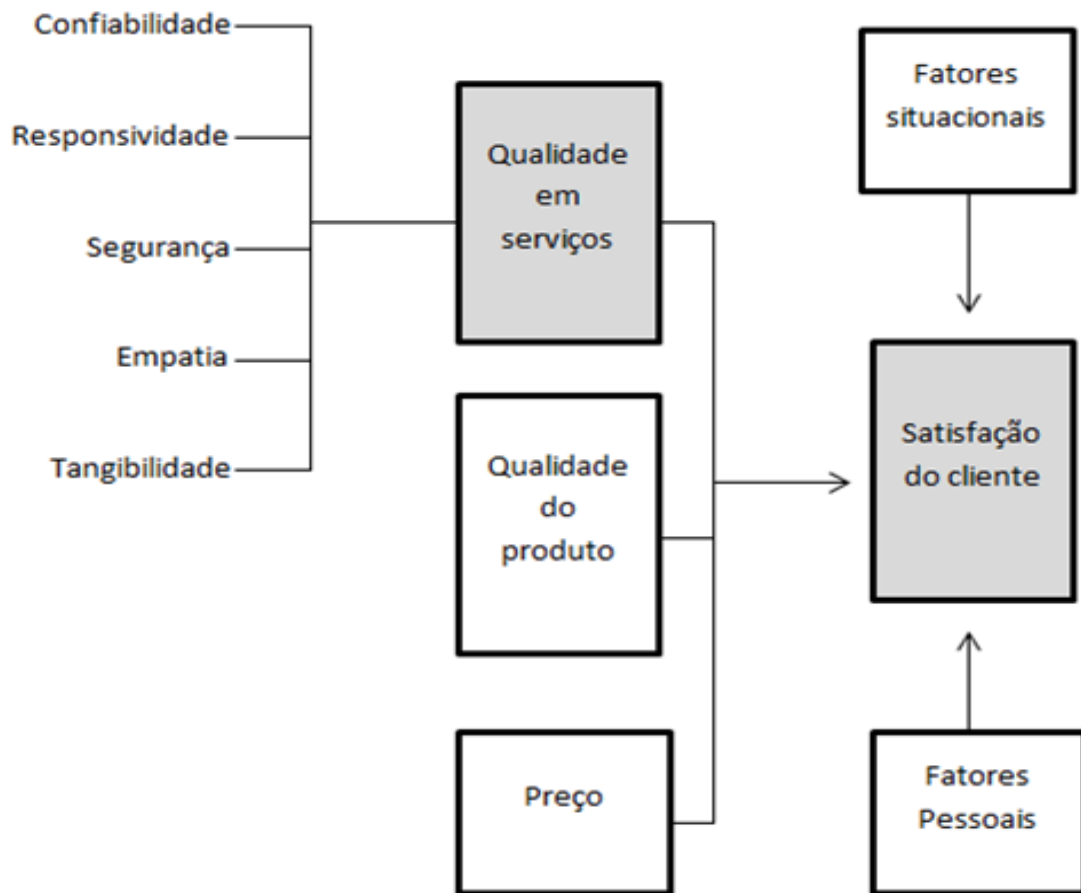 Confiabilidade
Responsividade
Segurança
Empatia
Tangibilidade
Qualidade
em
serviços
Qualidade
do
produto
Preço
Fatores
situacionais
Satisfação
do cliente
Fatores
Pessoais